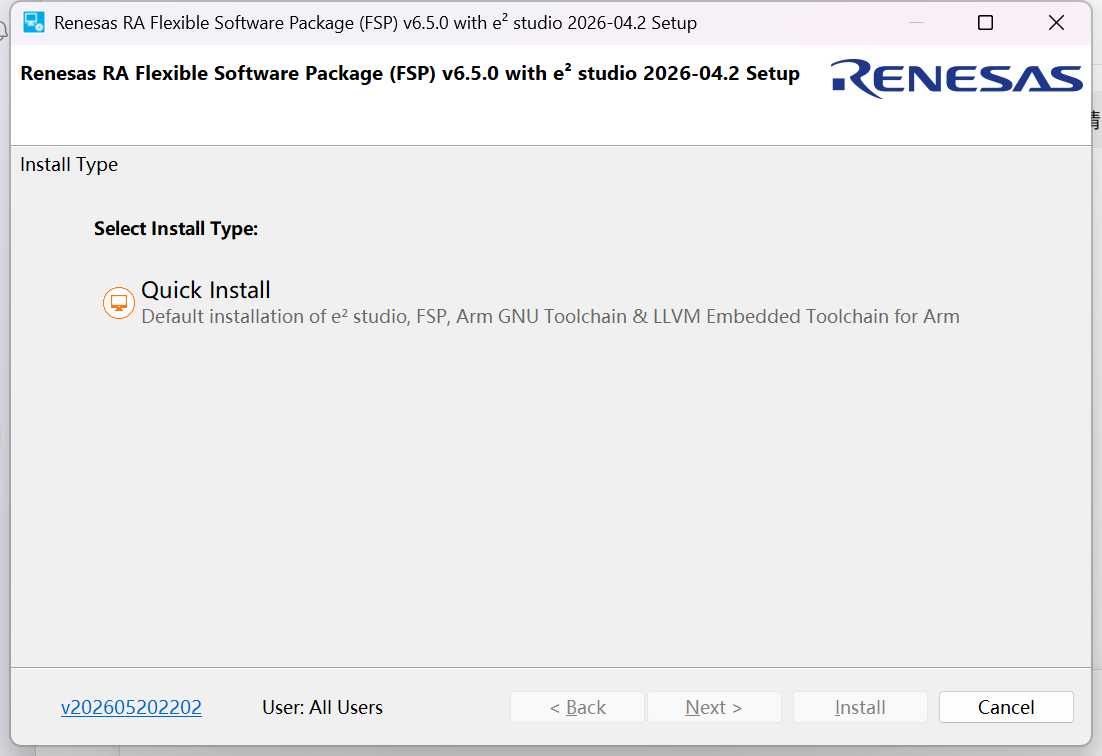 Renesas RA Flexible Software Package (FSP) v6.5.0 with e² studio 2026-04.2 Setup
Renesas RA Flexible Software Package (FSP) v6.5.0 with e² studio 2026-04.2 Setup
RENESAS
Install Type
Select Install Type:
Quick Install
Default installation of e² studio, FSP, Arm GNU Toolchain & LLVM Embedded Toolchain for Arm
v202605202202
User: All Users
< Back
Next >
Install
Cancel